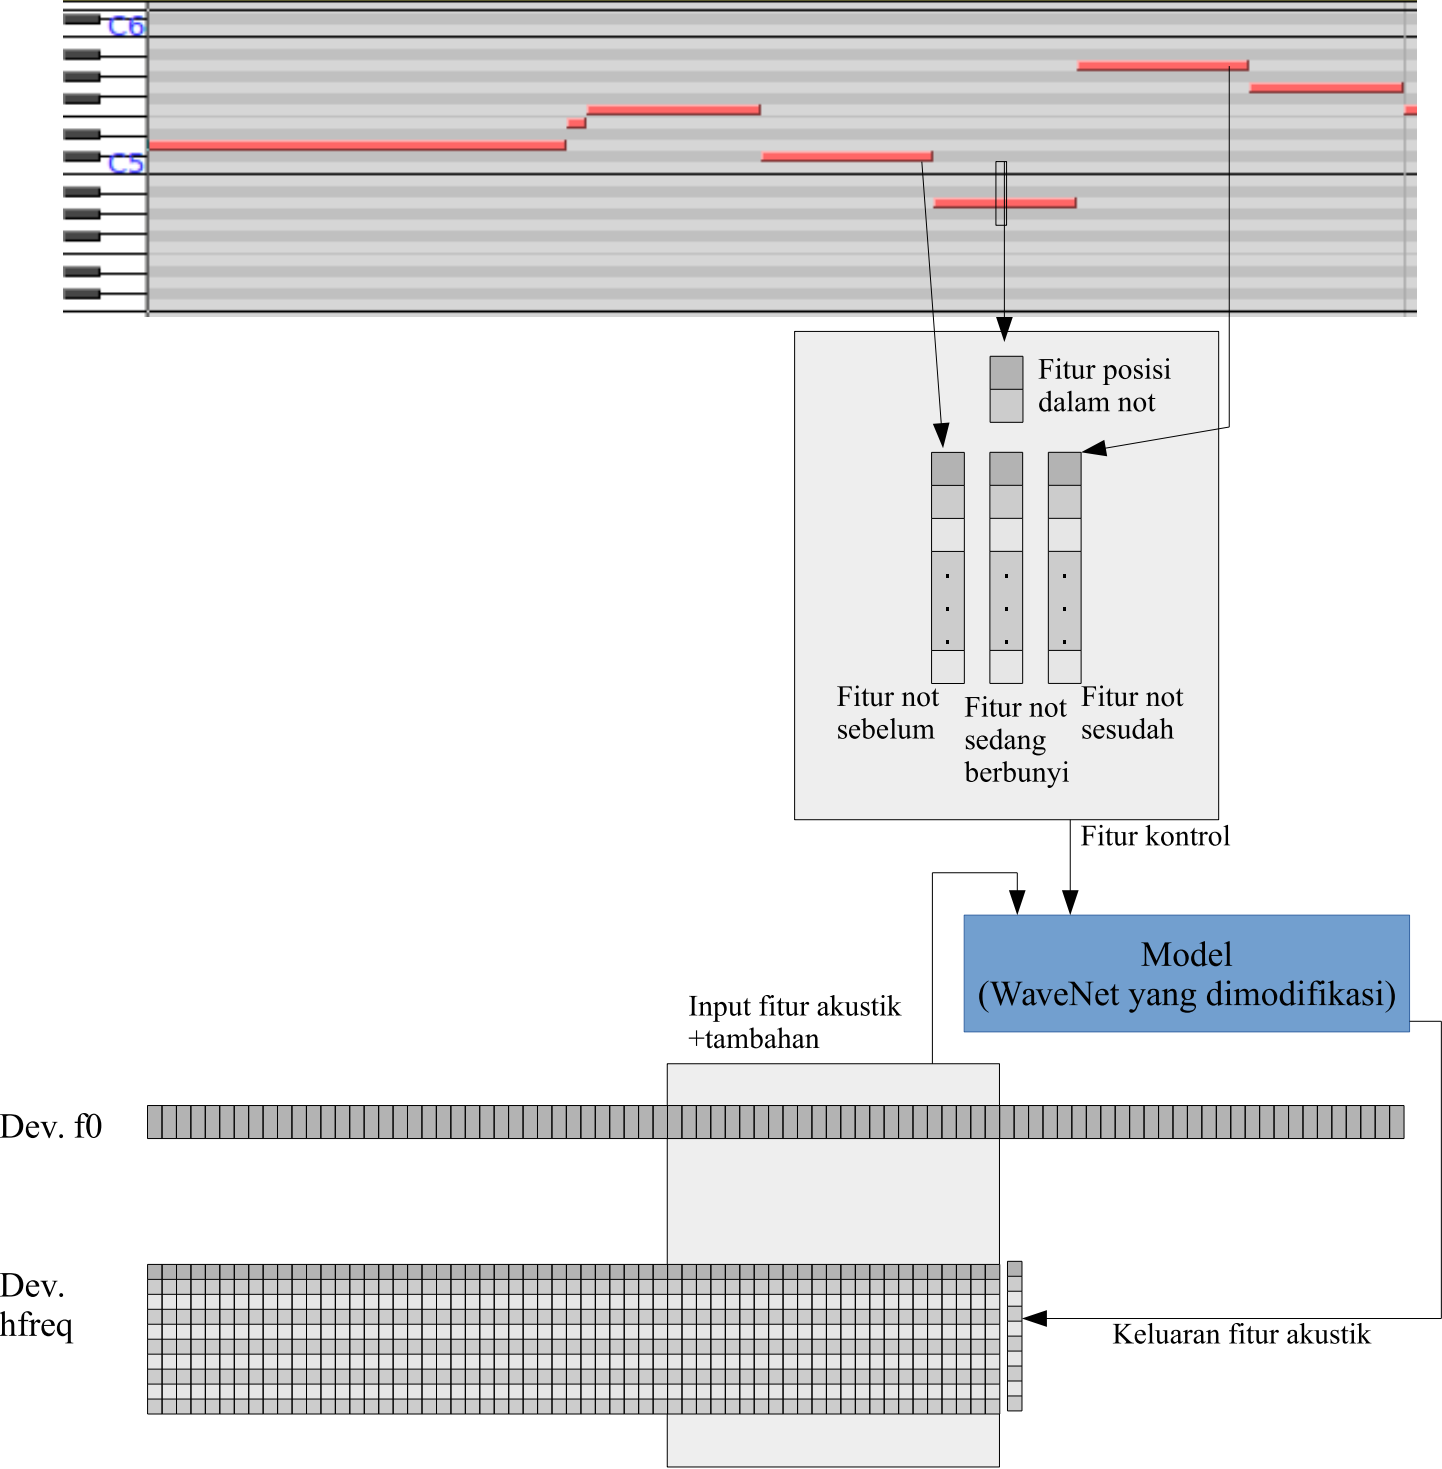 C6
C5
Fitur posisi
dalam not
Fitur not
sebelum
Fitur not
sedang
berbunyi
Fitur not
sesudah
Fitur kontrol
Model
(WaveNet yang dimodifikasi)
Input fitur akustik
+tambahan
Dev. f0
Dev.
hfreq
Keluaran fitur akustik